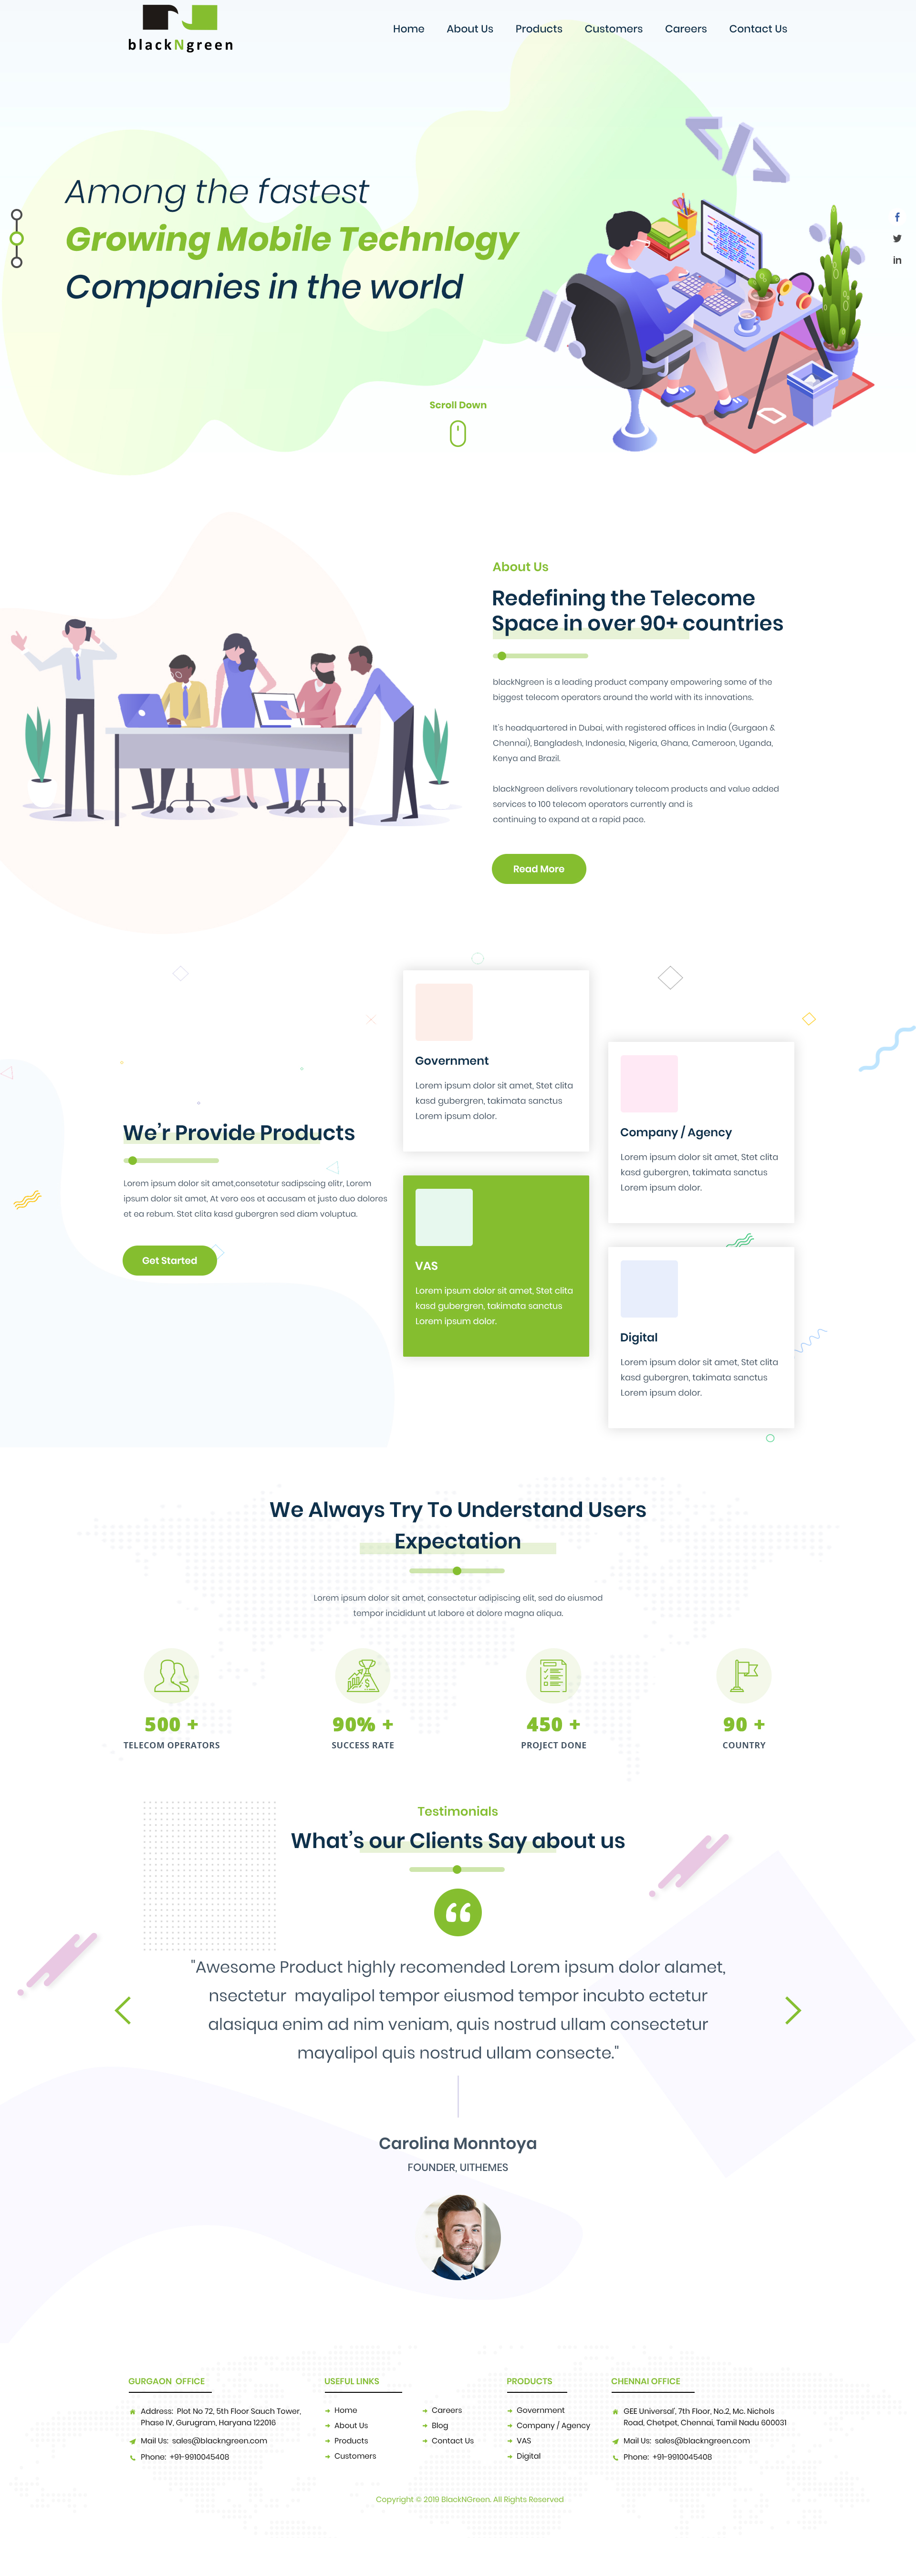 blackNgreen
Home About Us Products Customers Careers Contact Us
Among the fastest
Growing Mobile Technlogy
Companies in the world
Scroll Down
About Us
Redefining the Telecome
Space in over 90+ countries
blackNgreen is a leading product company empowering some of the
biggest telecom operators around the world with its innovations.
It's headquartered in Dubai, with registered offices in India (Gurgaon &
Chennai), Bangladesh, Indonesia, Nigeria, Ghana, Cameroon, Uganda,
Kenya and Brazil.
blackNgreen delivers revolutionary telecom products and value added
services to 100 telecom operators currently and is
continuing to expand at a rapid pace.
Read More
We'r Provide Products
Lorem ipsum dolor sit amet,consetetur sadipscing elitr, Lorem
ipsum dolor sit amet, At vero eos et accusam et justo duo dolores
et ea rebum. Stet clita kasd gubergren sed diam voluptua.
Get Started
Government
Lorem ipsum dolor sit amet, Stet clita
kasd gubergren, takimata sanctus
Lorem ipsum dolor.
Company / Agency
Lorem ipsum dolor sit amet, Stet clita
kasd gubergren, takimata sanctus
Lorem ipsum dolor.
VAS
Lorem ipsum dolor sit amet, Stet clita
kasd gubergren, takimata sanctus
Lorem ipsum dolor.
Digital
Lorem ipsum dolor sit amet, Stet clita
kasd gubergren, takimata sanctus
Lorem ipsum dolor.
We Always Try To Understand Users
Expectation
Lorem ipsum dolor sit amet, consectetur adipiscing elit, sed do eiusmod
tempor incididunt ut labore et dolore magna aliqua.
500 +
TELECOM OPERATORS
90% +
SUCCESS RATE
450 +
PROJECT DONE
90 +
COUNTRY
Testimonials
What's our Clients Say about us
"Awesome Product highly recomended Lorem ipsum dolor alamet,
nsectetur mayalipol tempor eiusmod tempor incubto ectetur
alasiqua enim ad nim veniam, quis nostrud ullam consectetur
mayalipol quis nostrud ullam consecte."
Carolina Monntoya
FOUNDER, UITHEMES
GURGAON OFFICE
Address: Plot No 72, 5th Floor Sauch Tower,
Phase IV, Gurugram, Haryana 122016
Mail Us: sales@blackngreen.com
Phone: +91-9910045408
USEFUL LINKS
Home
About Us
Products
Customers
Careers
Blog
Contact Us
PRODUCTS
Government
Company / Agency
VAS
Digital
CHENNAI OFFICE
GEE Universal', 7th Floor, No.2, Mc. Nichols
Road, Chetpet, Chennai, Tamil Nadu 600031
Mail Us: sales@blackngreen.com
Phone: +91-9910045408
Copyright © 2019 BlackNGreen. All Rights Reserved